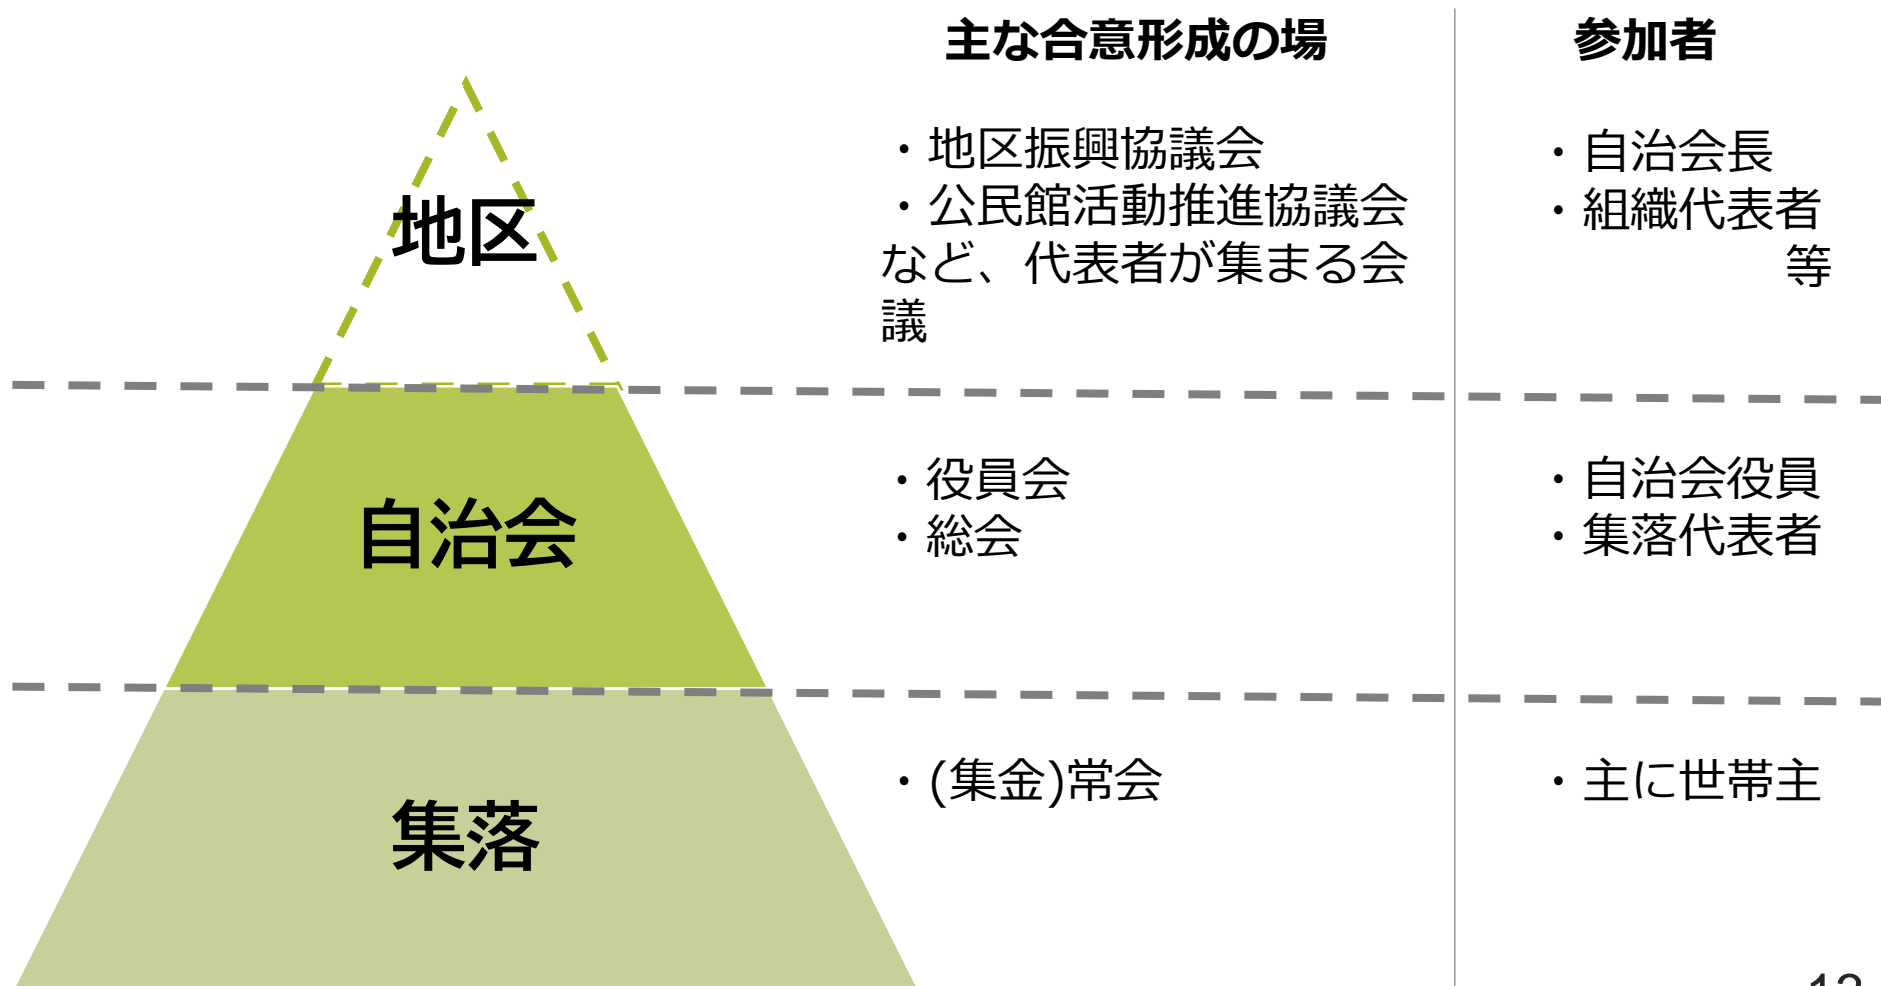 主な合意形成の場
参加者
地区
・地区振興協議会
・公民館活動推進協議会
など、代表者が集まる会
議
・自治会長
・組織代表者
等
自治会
・役員会
・総会
・自治会役員
・集落代表者
集落
・(集金)常会
・主に世帯主